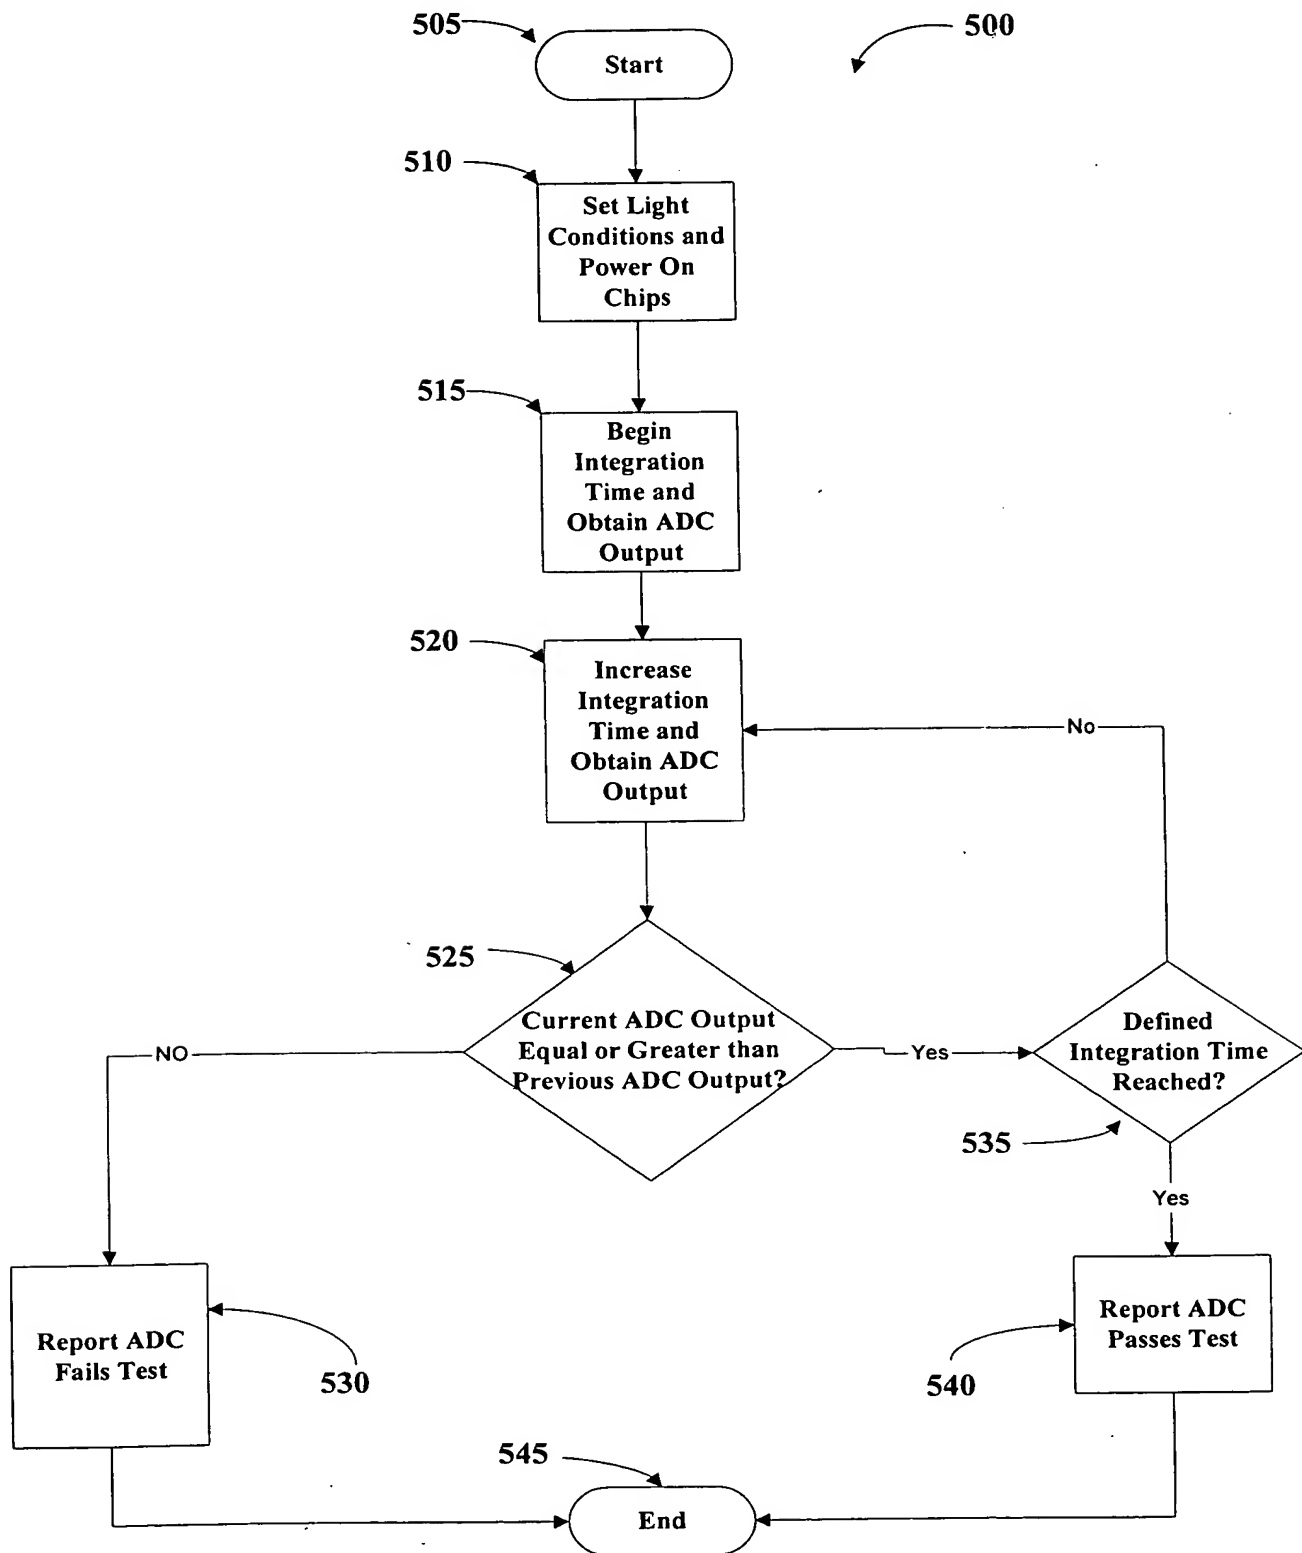 505
500
Start
510
Set Light
Conditions and
Power On
Chips
515
Begin
Integration
Time and
Obtain ADC
Output
520
Increase
Integration
Time and
Obtain ADC
Output
No
525
Current ADC Output
Equal or Greater than
Previous ADC Output?
NO
Yes
Defined
Integration Time
Reached?
535
Yes
Report ADC
Fails Test
530
Report ADC
Passes Test
540
545
End